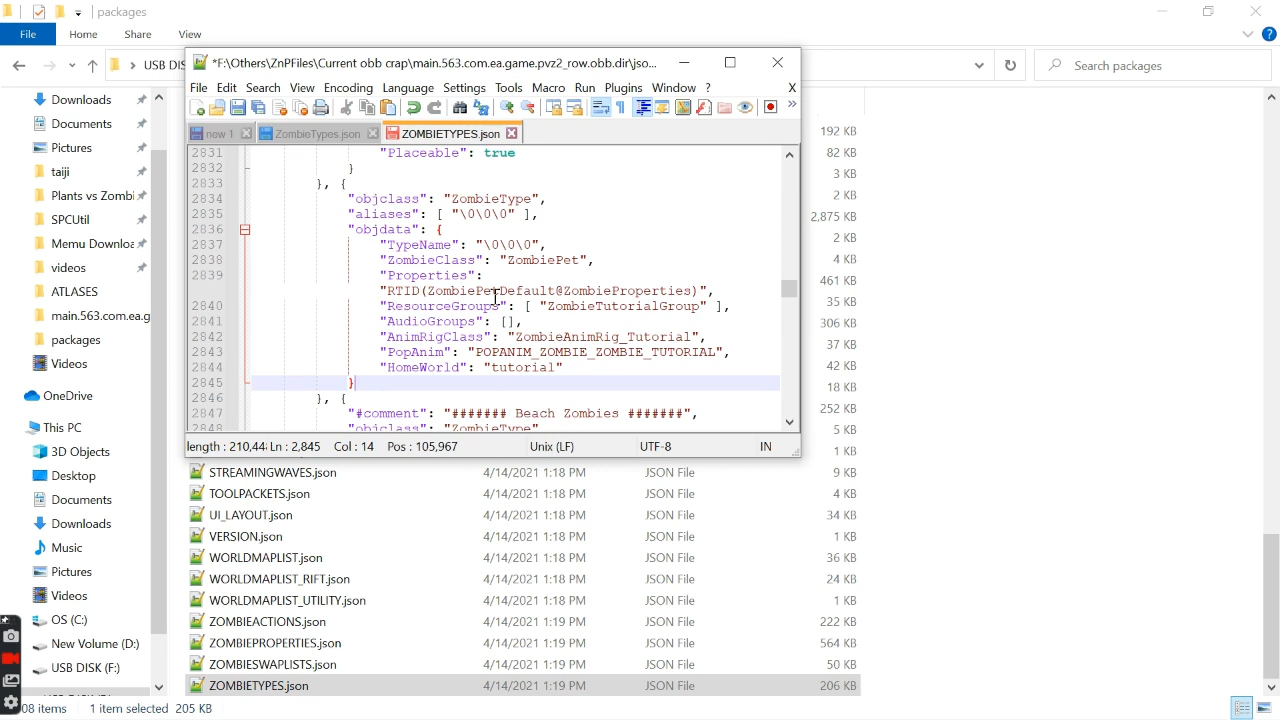 packages
File Home Share View
USB DIS
Search packages
Downloads
Documents
Pictures
taiji
Plants vs Zombi
SPCUtil
Memu Downloa
videos
ATLASES
main.563.com.ea.g
packages
Videos
OneDrive
This PC
3D Objects
Desktop
Documents
Downloads
Music
Pictures
Videos
OS (C:)
New Volume (D:)
USB DISK (F:)
08 items 1 item selected 205 KB
*F:\Others\ZnPFiles\Current obb crap\main.563.com.ea.game.pvz2_row.obb.dir\jso...
File Edit Search View Encoding Language Settings Tools Macro Run Plugins Window ? X
new 1 ZombieTypes.json ZOMBIETYPES.json
2831 "Placeable": true
2832 }
2833 }, {
2834 "objclass": "ZombieType",
2835 "aliases": [ "\0\0\0" ],
2836 "objdata": {
2837 "TypeName": "\0\0\0",
2838 "ZombieClass": "ZombiePet",
2839 "Properties":
"RTID(ZombiePetDefault@ZombieProperties)",
2840 "ResourceGroups": [ "ZombieTutorialGroup" ],
2841 "AudioGroups": [],
2842 "AnimRigClass": "ZombieAnimRig_Tutorial",
2843 "PopAnim": "POPANIM_ZOMBIE_ZOMBIE_TUTORIAL",
2844 "HomeWorld": "tutorial"
2845 }
2846 }, {
2847 "#comment": "####### Beach Zombies #######",
2848 "objclass": "ZombieType"
length : 210,44 Ln : 2,845 Col : 14 Pos : 105,967 Unix (LF) UTF-8 IN
192 KB
82 KB
3 KB
2 KB
2,875 KB
2 KB
4 KB
461 KB
35 KB
306 KB
37 KB
42 KB
18 KB
252 KB
5 KB
1 KB
STREAMINGWAVES.json 4/14/2021 1:18 PM JSON File 9 KB
TOOLPACKETS.json 4/14/2021 1:18 PM JSON File 4 KB
UI_LAYOUT.json 4/14/2021 1:18 PM JSON File 34 KB
VERSION.json 4/14/2021 1:18 PM JSON File 1 KB
WORLDMAPLIST.json 4/14/2021 1:18 PM JSON File 36 KB
WORLDMAPLIST_RIFT.json 4/14/2021 1:18 PM JSON File 24 KB
WORLDMAPLIST_UTILITY.json 4/14/2021 1:18 PM JSON File 1 KB
ZOMBIEACTIONS.json 4/14/2021 1:19 PM JSON File 222 KB
ZOMBIEPROPERTIES.json 4/14/2021 1:19 PM JSON File 564 KB
ZOMBIESWAPLISTS.json 4/14/2021 1:19 PM JSON File 50 KB
ZOMBIETYPES.json 4/14/2021 1:19 PM JSON File 206 KB